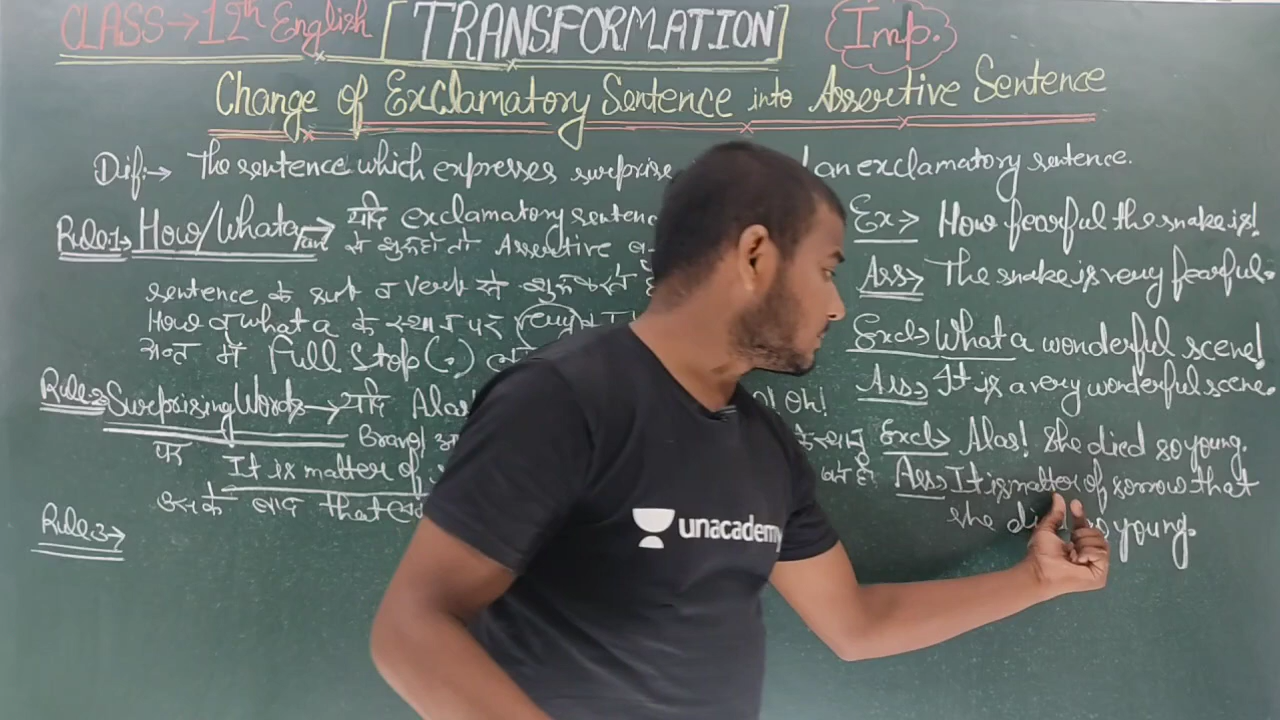 CLASS→12th English [TRANSFORMATION] Imp.
Change of Exclamatory Sentence into Assertive Sentence
Dif:→ The sentence which expresses surprise an exclamatory sentence.
Rule:1→ How/What a/an → यदि exclamatory sentenc
से शुरू हो तो Assertive
sentence के sub व verb से शुरू करते
How व what a के स्थान पर very
अन्त में Full Stop(.)
Rule:2 Surprising Words → यदि Alas! Oh!
Bravo! के स्थान
पर It is matter of
उसके बाद that
Rule:3→
Ex> How fearful the snake is!
Ass> The snake is very fearful.
Excl> What a wonderful scene!
Ass> It is a very wonderful scene.
Excl> Alas! She died so young.
Ass> It is matter of sorrow that
she died so young.
unacademy